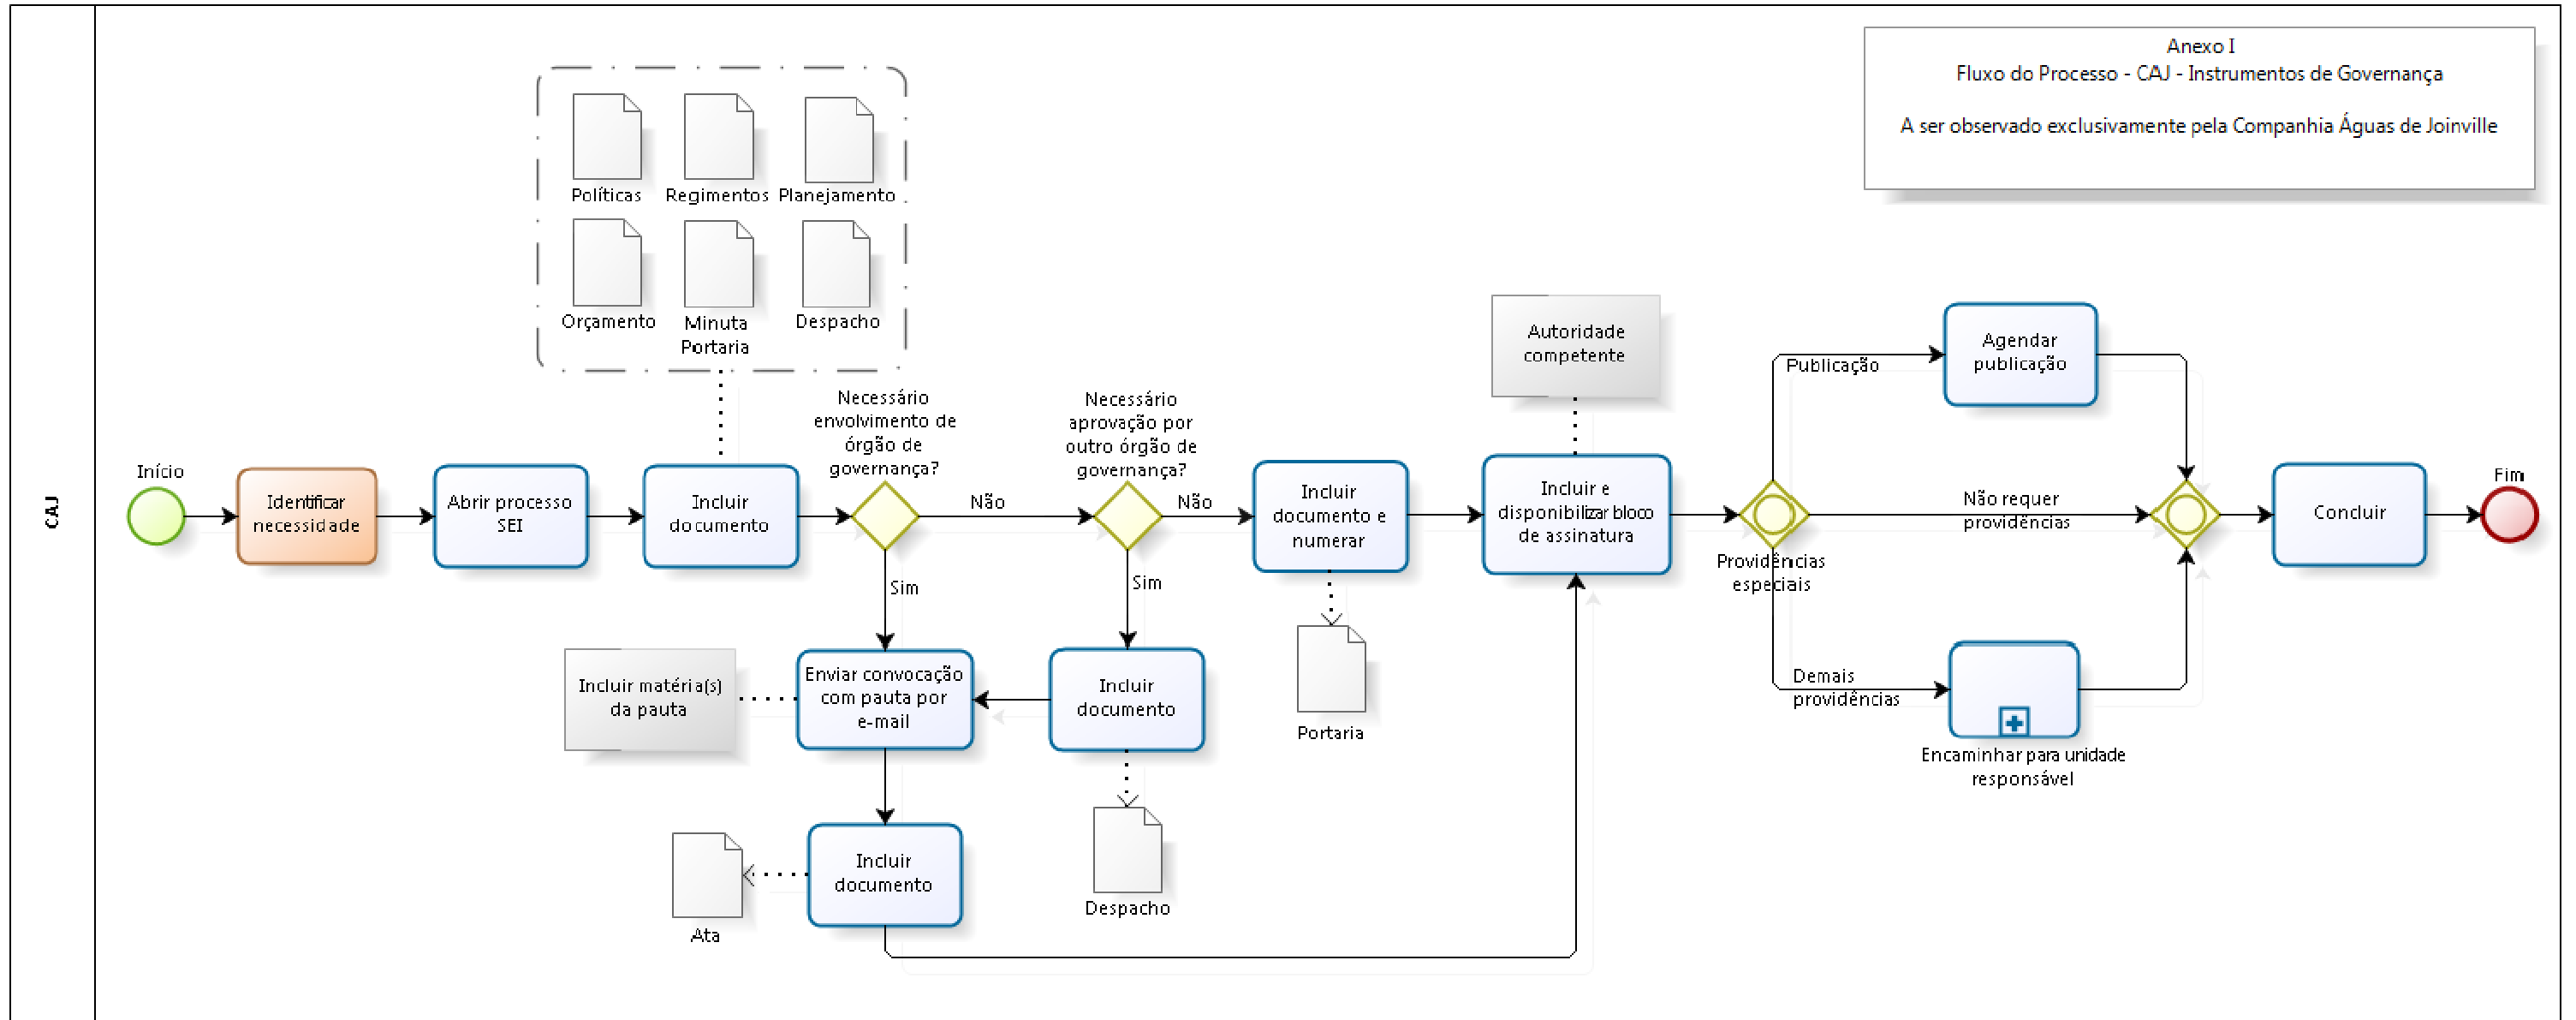 Anexo I
Fluxo do Processo - CAJ - Instrumentos de Governança
A ser observado exclusivamente pela Companhia Águas de Joinville
CAJ
Políticas
Regimentos
Planejamento
Orçamento
Minuta
Portaria
Despacho
Início
Identificar
necessidade
Abrir processo
SEI
Incluir
documento
Necessário
envolvimento de
órgão de
governança?
Não
Sim
Necessário
aprovação por
outro órgão de
governança?
Não
Sim
Incluir
documento e
numerar
Portaria
Autoridade
competente
Incluir e
disponibilizar bloco
de assinatura
Providências
especiais
Publicação
Agendar
publicação
Não requer
providências
Demais
providências
Encaminhar para unidade
responsável
Concluir
Fim
Incluir matéria(s)
da pauta
Enviar convocação
com pauta por
e-mail
Incluir
documento
Despacho
Incluir
documento
Ata